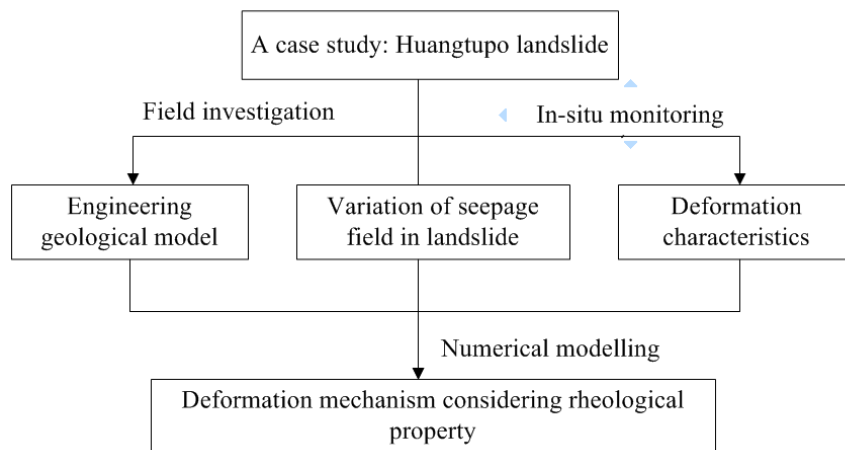 A case study: Huangtupo landslide
Field investigation
In-situ monitoring
Engineering
geological model
Variation of seepage
field in landslide
Deformation
characteristics
Numerical modelling
Deformation mechanism considering rheological
property